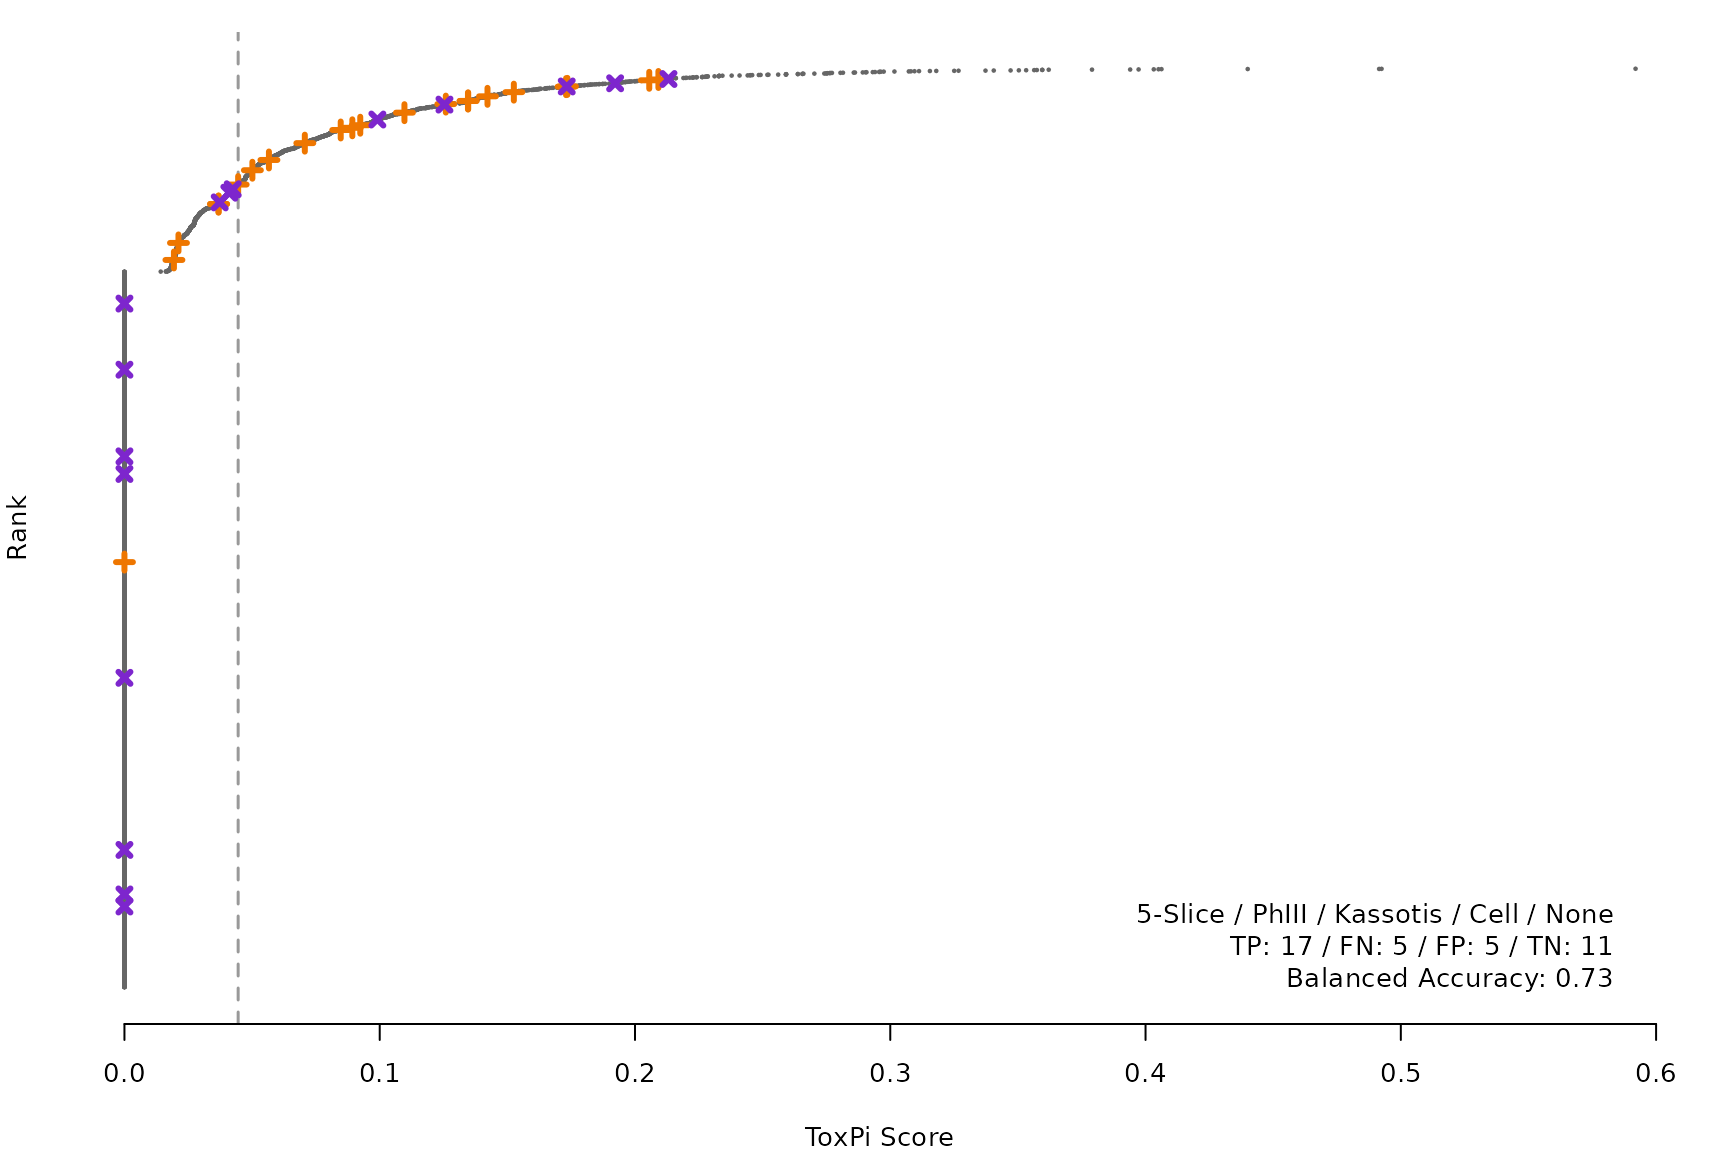 Rank
5-Slice / PhIII / Kassotis / Cell / None
TP: 17 / FN: 5 / FP: 5 / TN: 11
Balanced Accuracy: 0.73
0.0 0.1 0.2 0.3 0.4 0.5 0.6
ToxPi Score